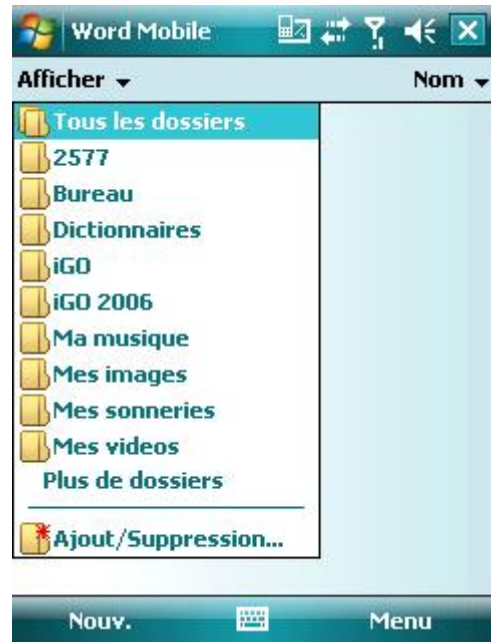 Word Mobile
Afficher Nom
Tous les dossiers
2577
Bureau
Dictionnaires
iGO
iGO 2006
Ma musique
Mes images
Mes sonneries
Mes videos
Plus de dossiers
Ajout/Suppression...
Nouv. Menu